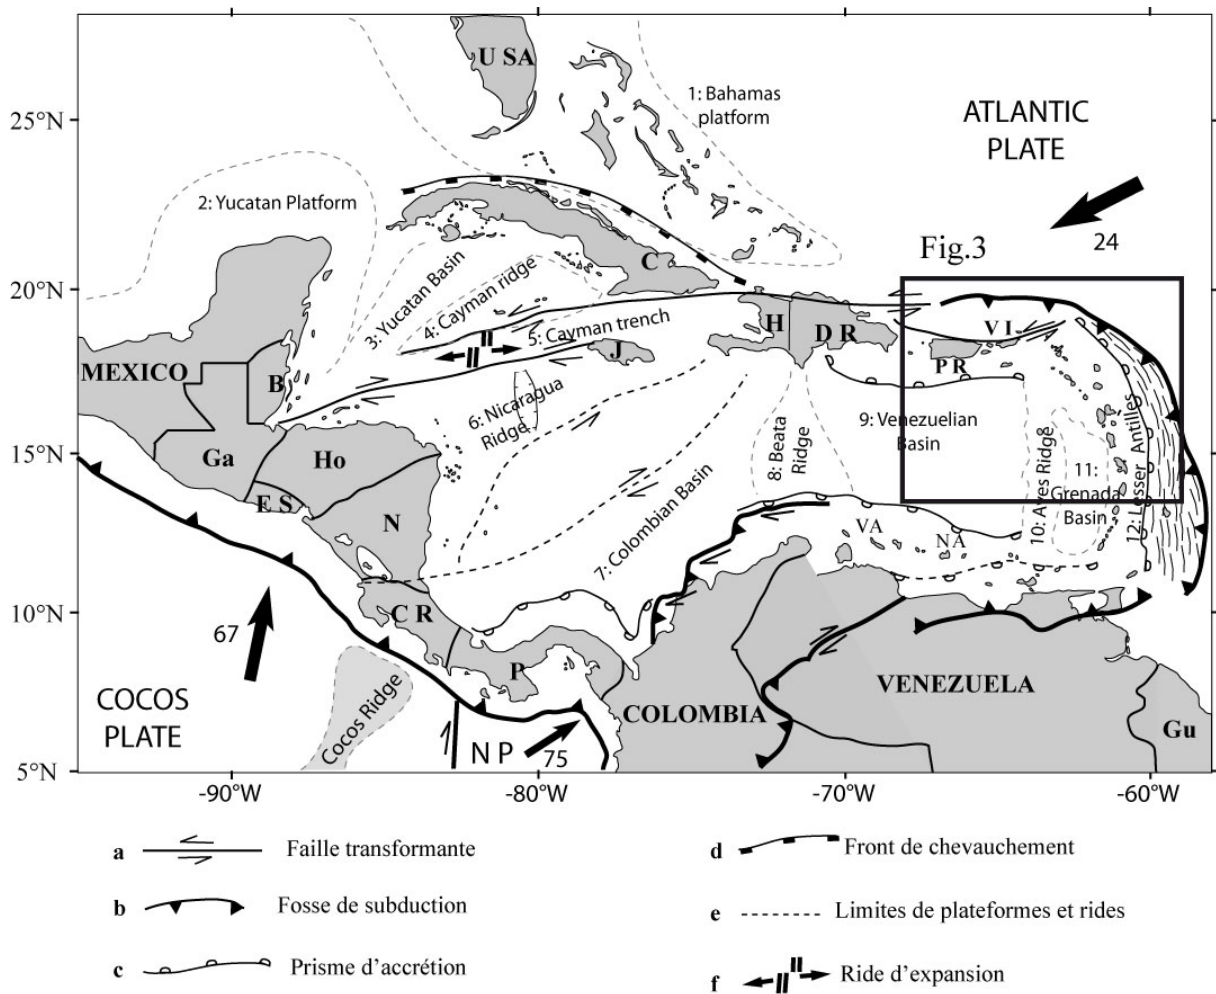 U SA
25°N
1: Bahamas
platform
ATLANTIC
PLATE
2: Yucatan Platform
24
Fig.3
C
3: Yucatan Basin
4: Cayman ridge
20°N
5: Cayman trench
H
D R
V I
J
P R
MEXICO
B
6: Nicaragua
Ridge
8: Beata
Ridge
9: Venezuelian
Basin
10: Aves Ridge
11:
Grenada
Basin
12: Lesser Antilles
15°N
Ga
Ho
E S
N
7: Colombian Basin
VA
NA
10°N
C R
67
P
COCOS
PLATE
Cocos Ridge
VENEZUELA
COLOMBIA
Gu
N P
75
5°N
-90°W
-80°W
-70°W
-60°W
a Faille transformante
b Fosse de subduction
c Prisme d’accrétion
d Front de chevauchement
e Limites de plateformes et rides
f Ride d’expansion